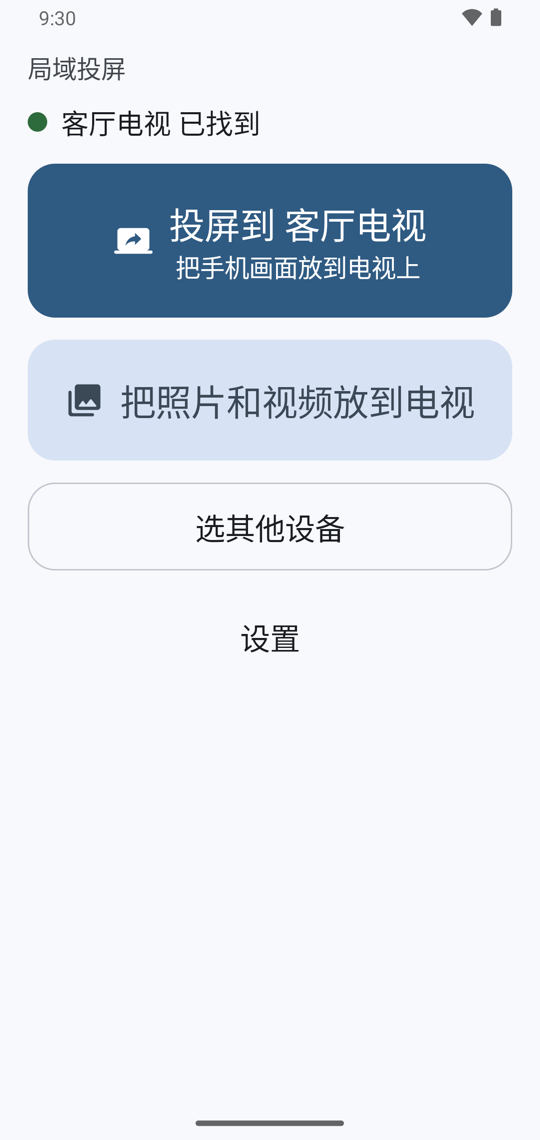 9:30
局域投屏
客厅电视 已找到
投屏到 客厅电视
把手机画面放到电视上
把照片和视频放到电视
选其他设备
设置